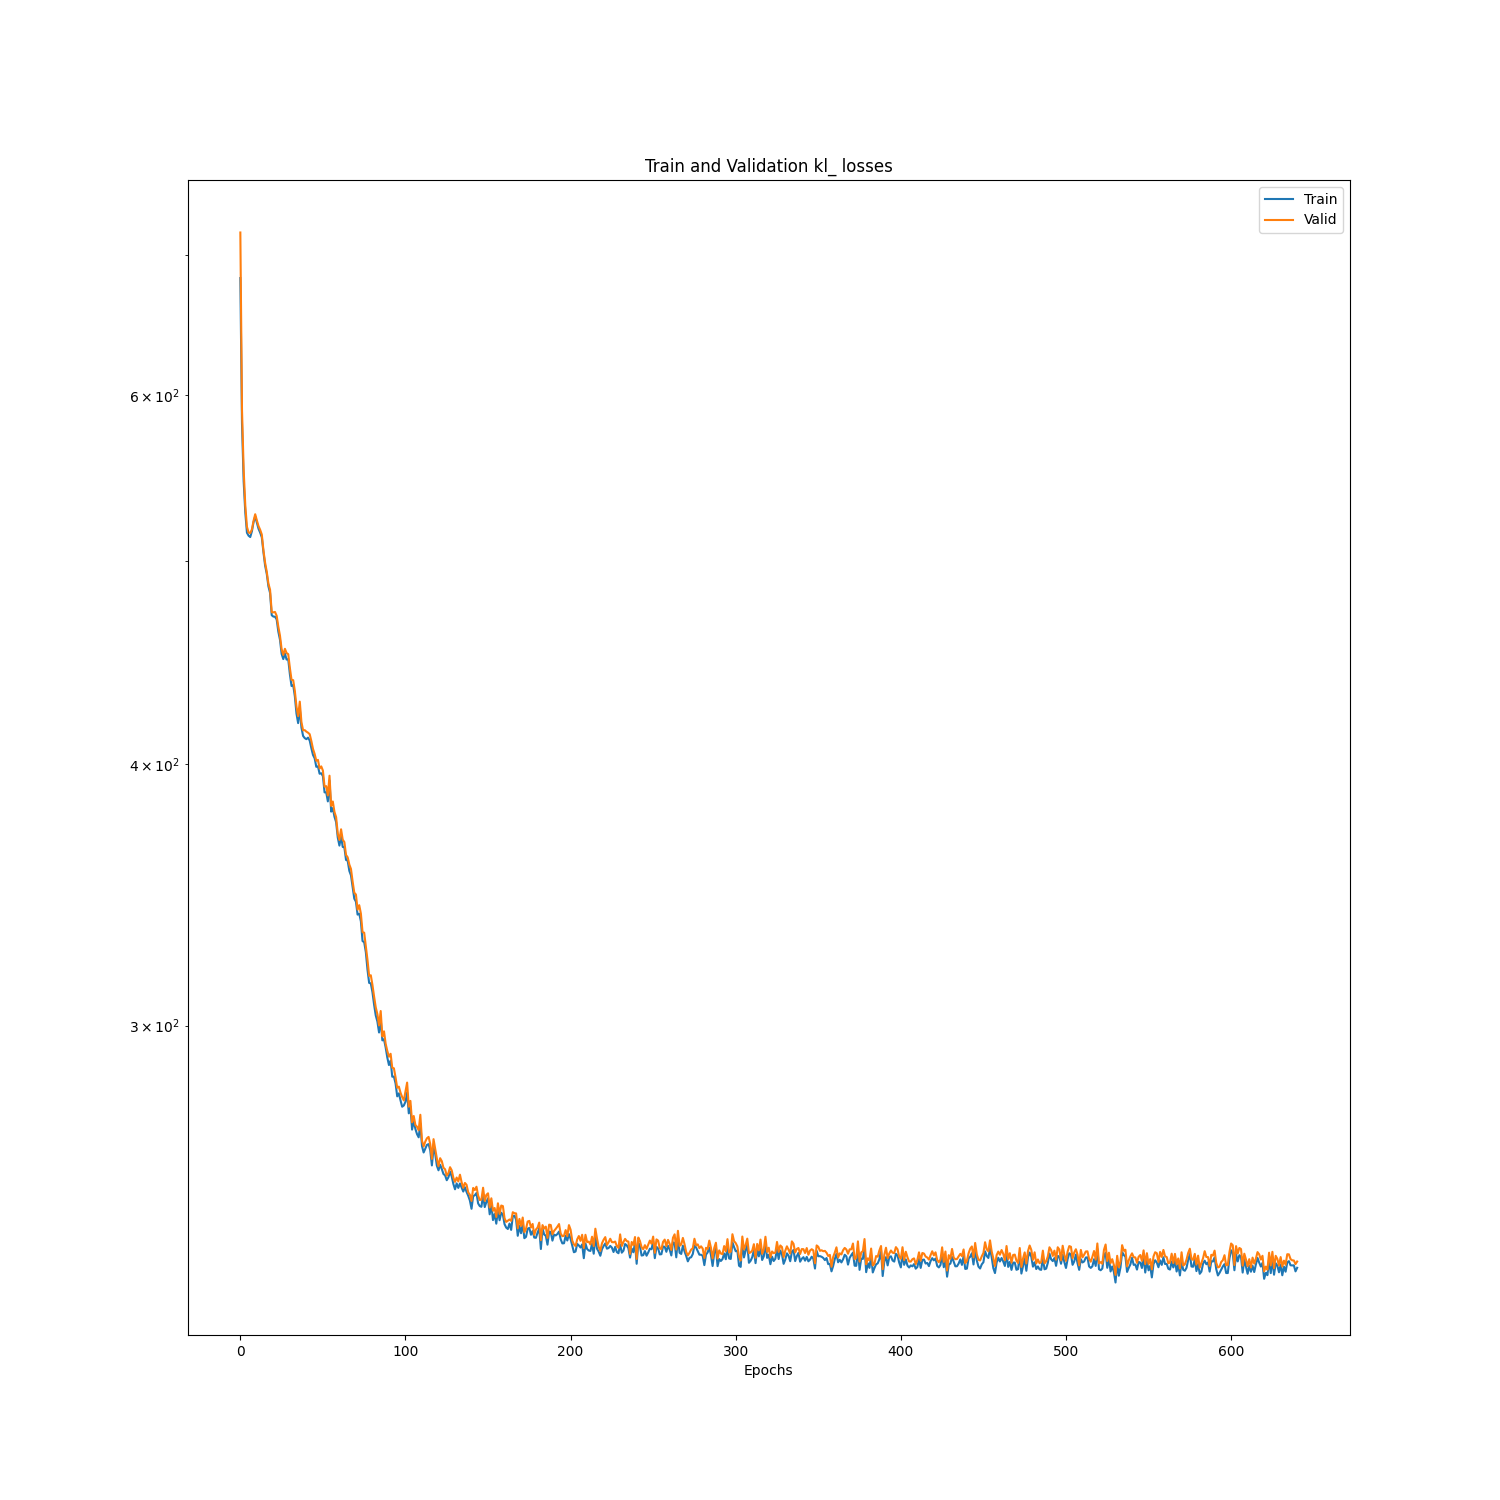 Train and Validation kl_ losses
Train
Valid
6 × 10²
4 × 10²
3 × 10²
0 100 200 300 400 500 600
Epochs